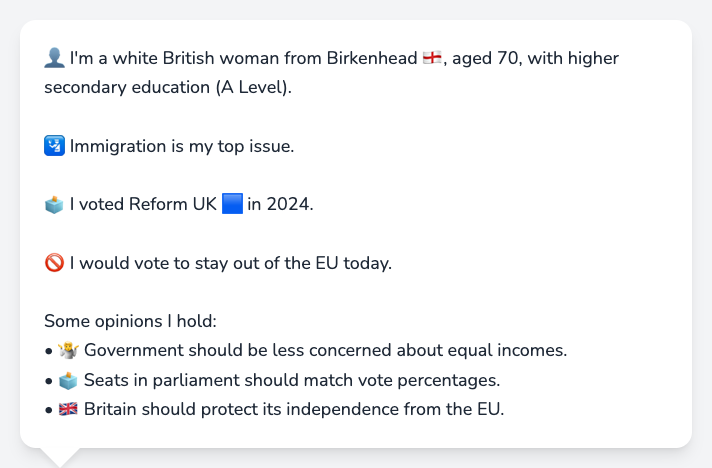 👤 I'm a white British woman from Birkenhead 🏴󠁧󠁢󠁥󠁮󠁧󠁿, aged 70, with higher
secondary education (A Level).
🛂 Immigration is my top issue.
🗳️ I voted Reform UK 🟦 in 2024.
🚫 I would vote to stay out of the EU today.
Some opinions I hold:
• 🤷‍♀️ Government should be less concerned about equal incomes.
• 🗳️ Seats in parliament should match vote percentages.
• 🇬🇧 Britain should protect its independence from the EU.